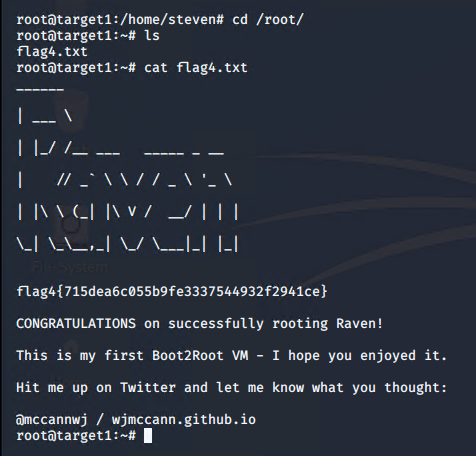 root@target1:/home/steven# cd /root/
root@target1:~# ls
flag4.txt
root@target1:~# cat flag4.txt
______
| ___ \
| |_/ /__ ___   _____ _ __
|    // _` \ \ / / _ \ '_ \
| |\ \ (_| |\ V /  __/ | | |
\_| \_\__,_| \_/ \___|_| |_|
flag4{715dea6c055b9fe3337544932f2941ce}
CONGRATULATIONS on successfully rooting Raven!
This is my first Boot2Root VM - I hope you enjoyed it.
Hit me up on Twitter and let me know what you thought:
@mccannwj / wjmccann.github.io
root@target1:~#
File System